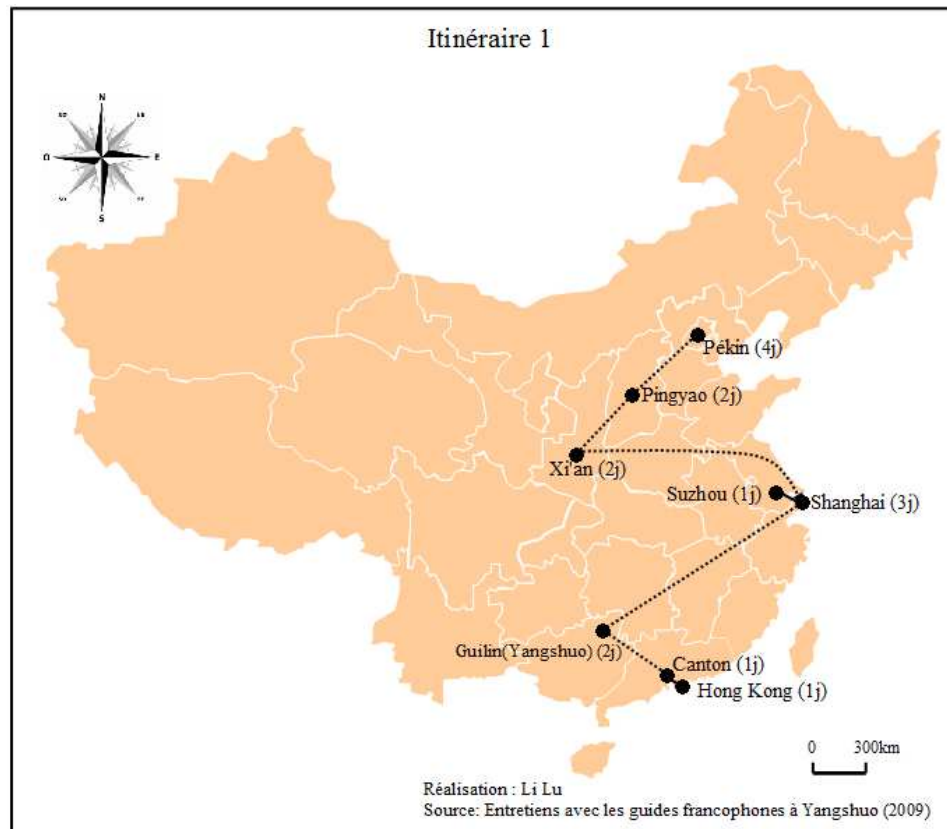 Itinéraire 1
N
O
E
S
Pékin (4j)
Pingyao (2j)
Xi'an (2j)
Suzhou (1j)
Shanghai (3j)
Guilin(Yangshuo) (2j)
Canton (1j)
Hong Kong (1j)
0 300km
Réalisation : Li Lu
Source: Entretiens avec les guides francophones à Yangshuo (2009)